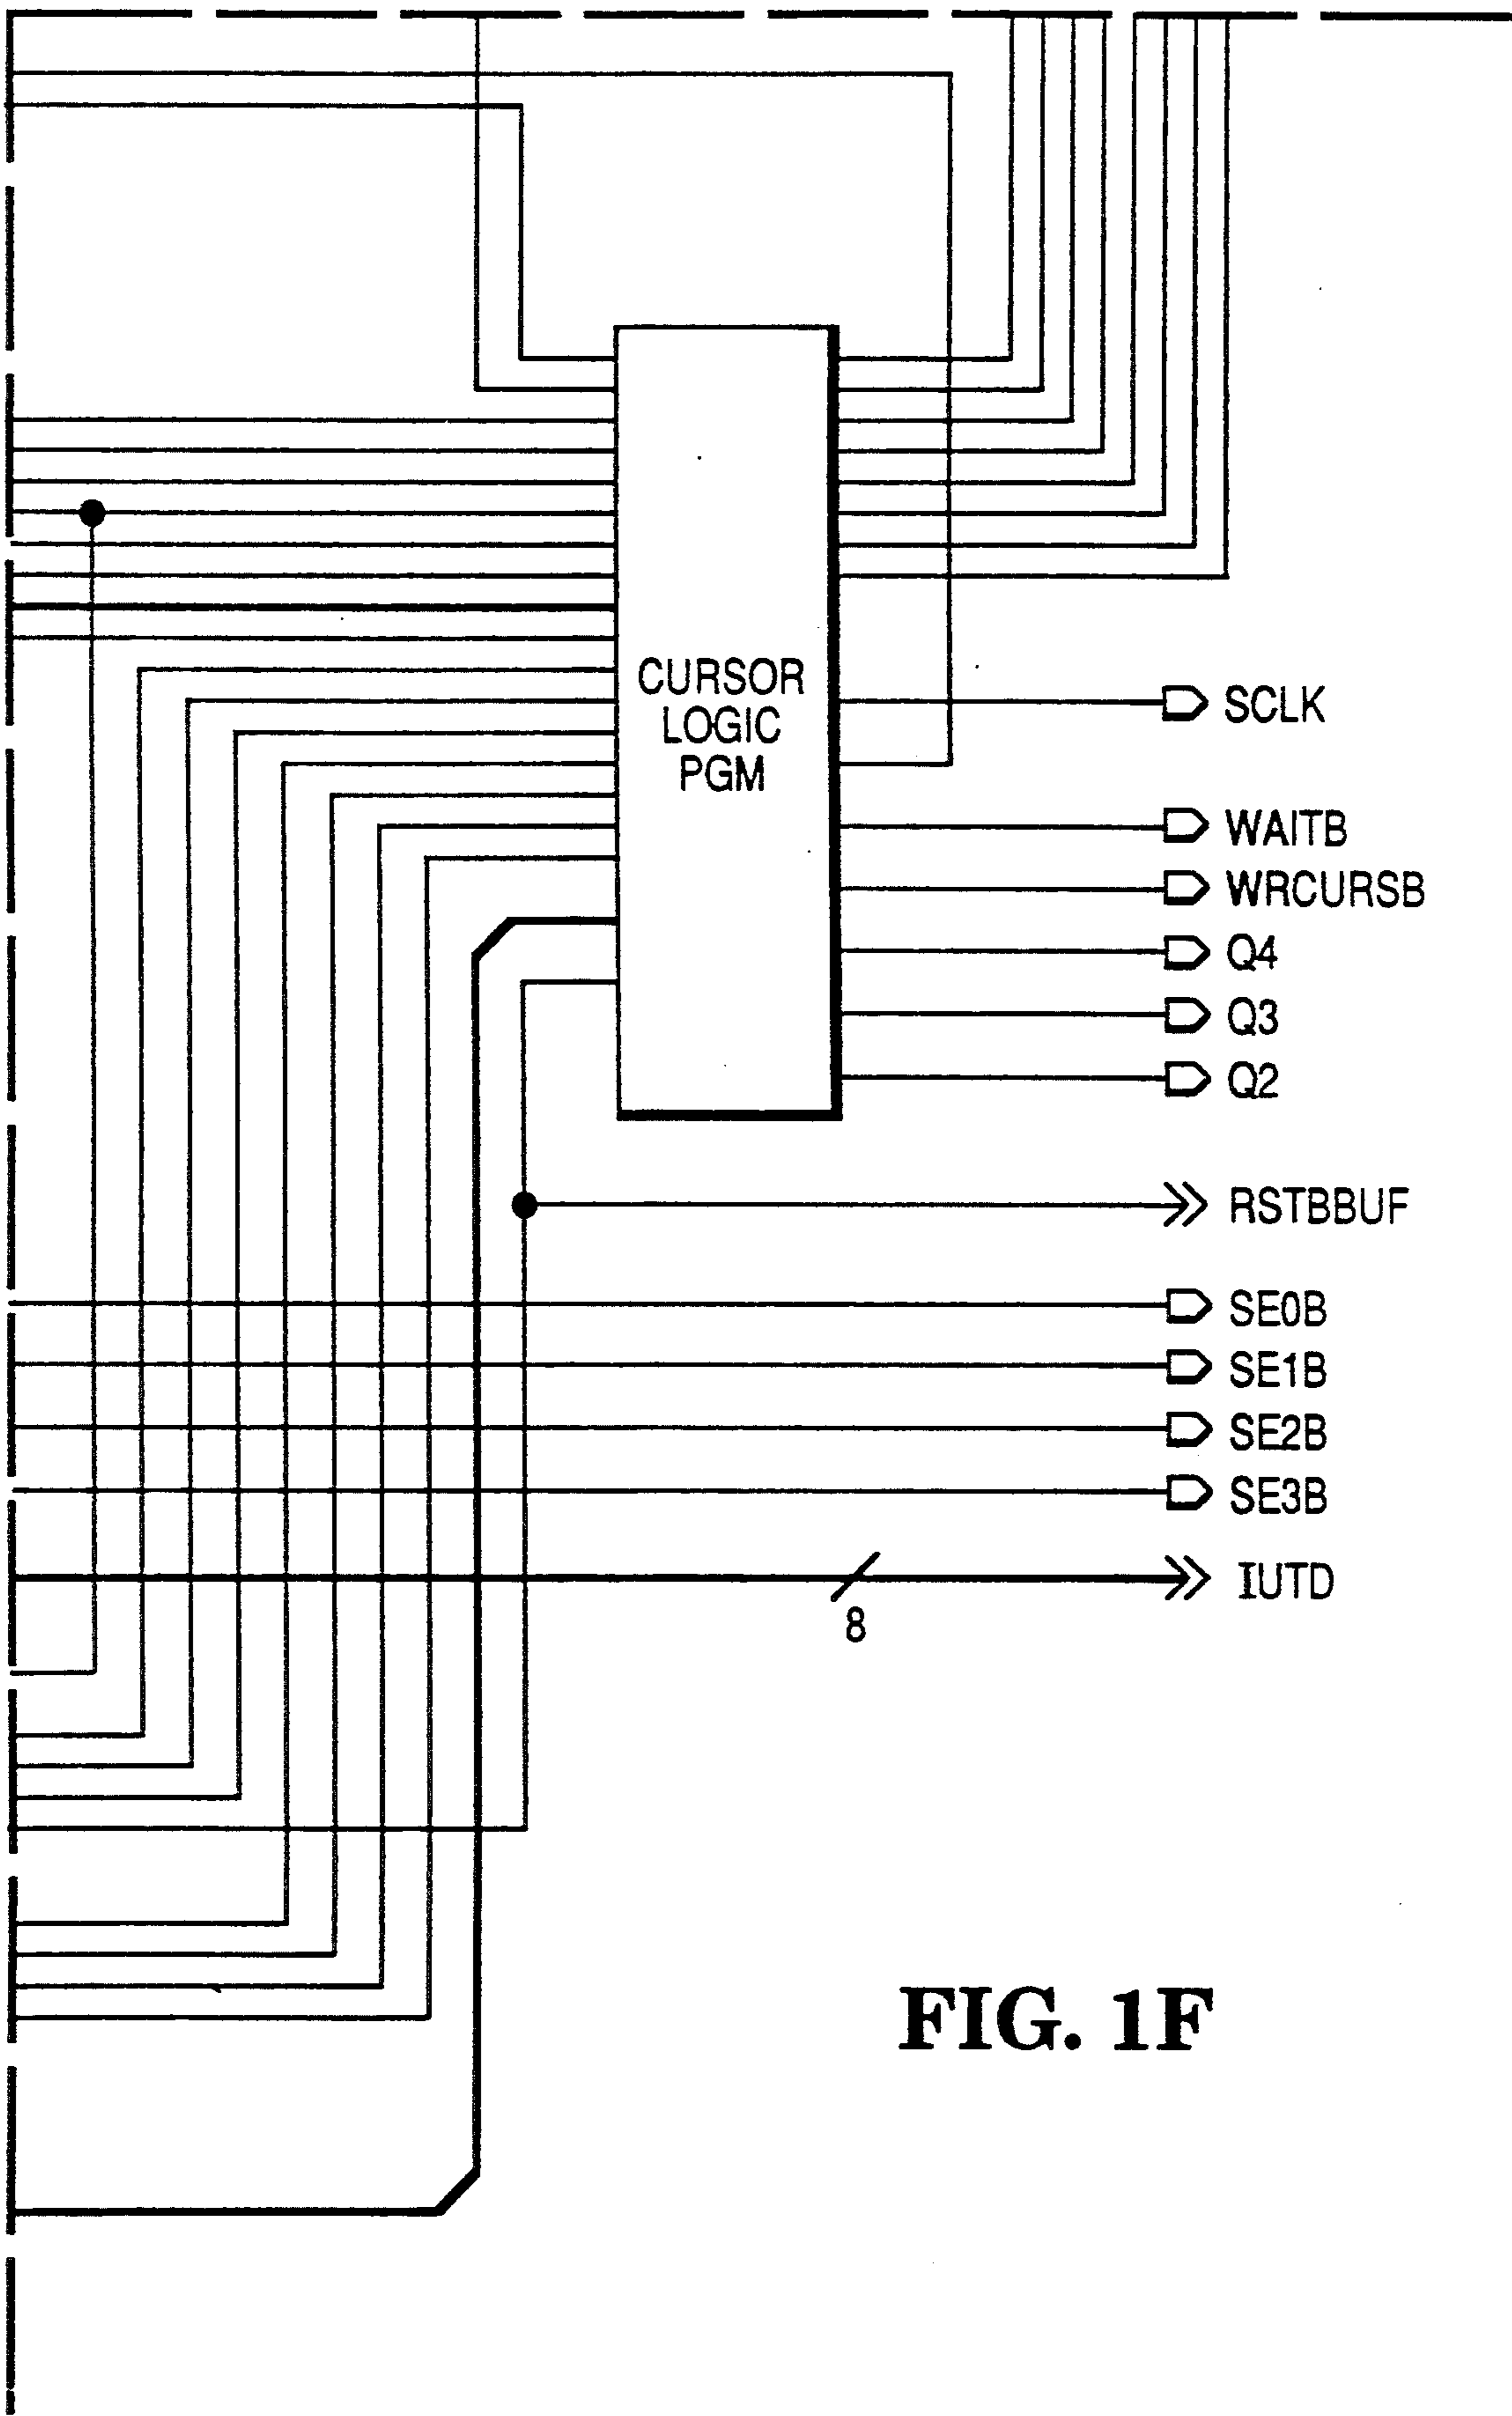 CURSOR
LOGIC
PGM
SCLK
WAITB
WRCURSB
Q4
Q3
Q2
RSTBBUF
SE0B
SE1B
SE2B
SE3B
IUTD
8
FIG. 1F